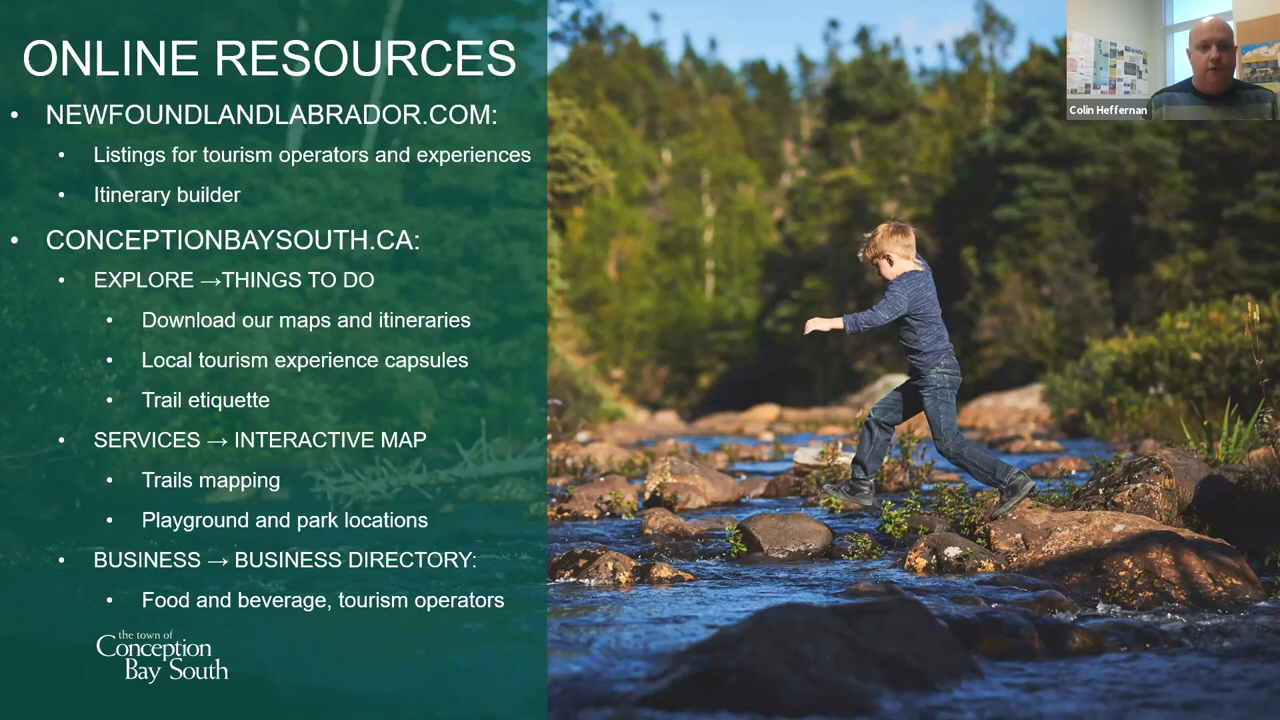 ONLINE RESOURCES
• NEWFOUNDLANDLABRADOR.COM:
• Listings for tourism operators and experiences
• Itinerary builder
• CONCEPTIONBAYSOUTH.CA:
• EXPLORE →THINGS TO DO
• Download our maps and itineraries
• Local tourism experience capsules
• Trail etiquette
• SERVICES → INTERACTIVE MAP
• Trails mapping
• Playground and park locations
• BUSINESS → BUSINESS DIRECTORY:
• Food and beverage, tourism operators
the town of
Conception
Bay South
Colin Heffernan